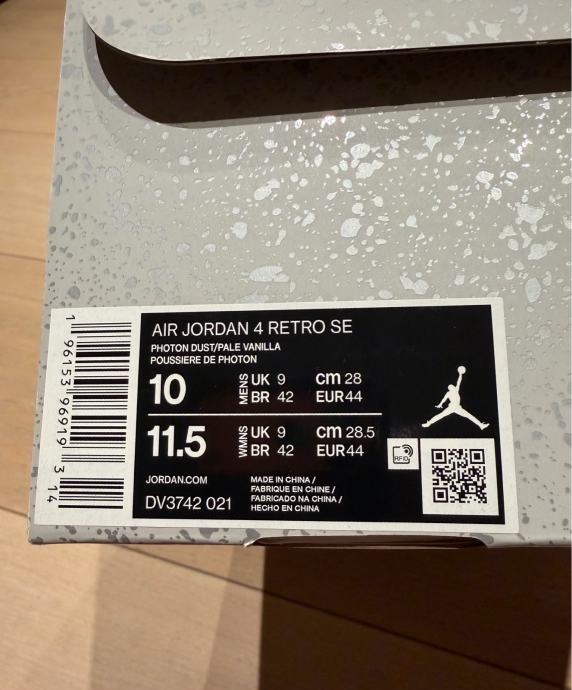 AIR JORDAN 4 RETRO SE
PHOTON DUST/PALE VANILLA
POUSSIERE DE PHOTON
10 MENS UK 9 cm 28
BR 42 EUR 44
11.5 WMNS UK 9 cm 28.5
BR 42 EUR 44
RFID
JORDAN.COM
DV3742 021
MADE IN CHINA /
FABRIQUE EN CHINE /
FABRICADO NA CHINA /
HECHO EN CHINA
1 96153 96919 3 14